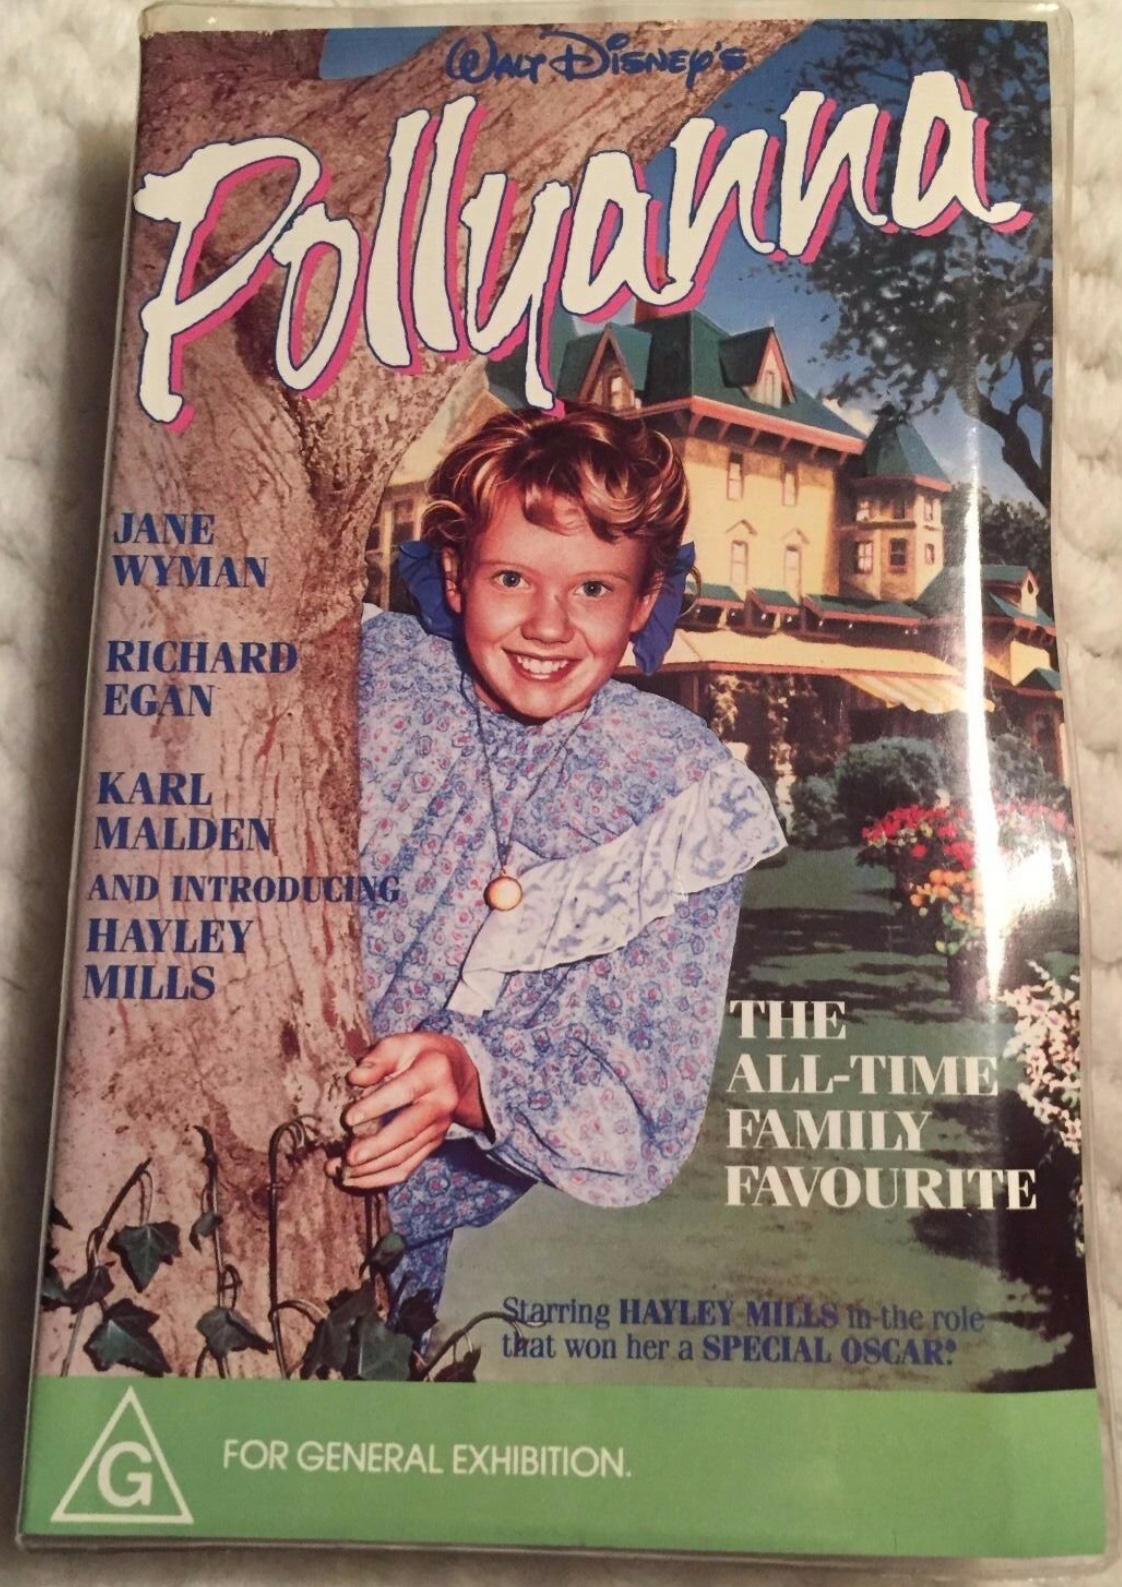 WALT DISNEY'S
Pollyanna
JANE
WYMAN
RICHARD
EGAN
KARL
MALDEN
AND INTRODUCING
HAYLEY
MILLS
THE
ALL-TIME
FAMILY
FAVOURITE
Starring HAYLEY MILLS in the role
that won her a SPECIAL OSCAR®
G
FOR GENERAL EXHIBITION.